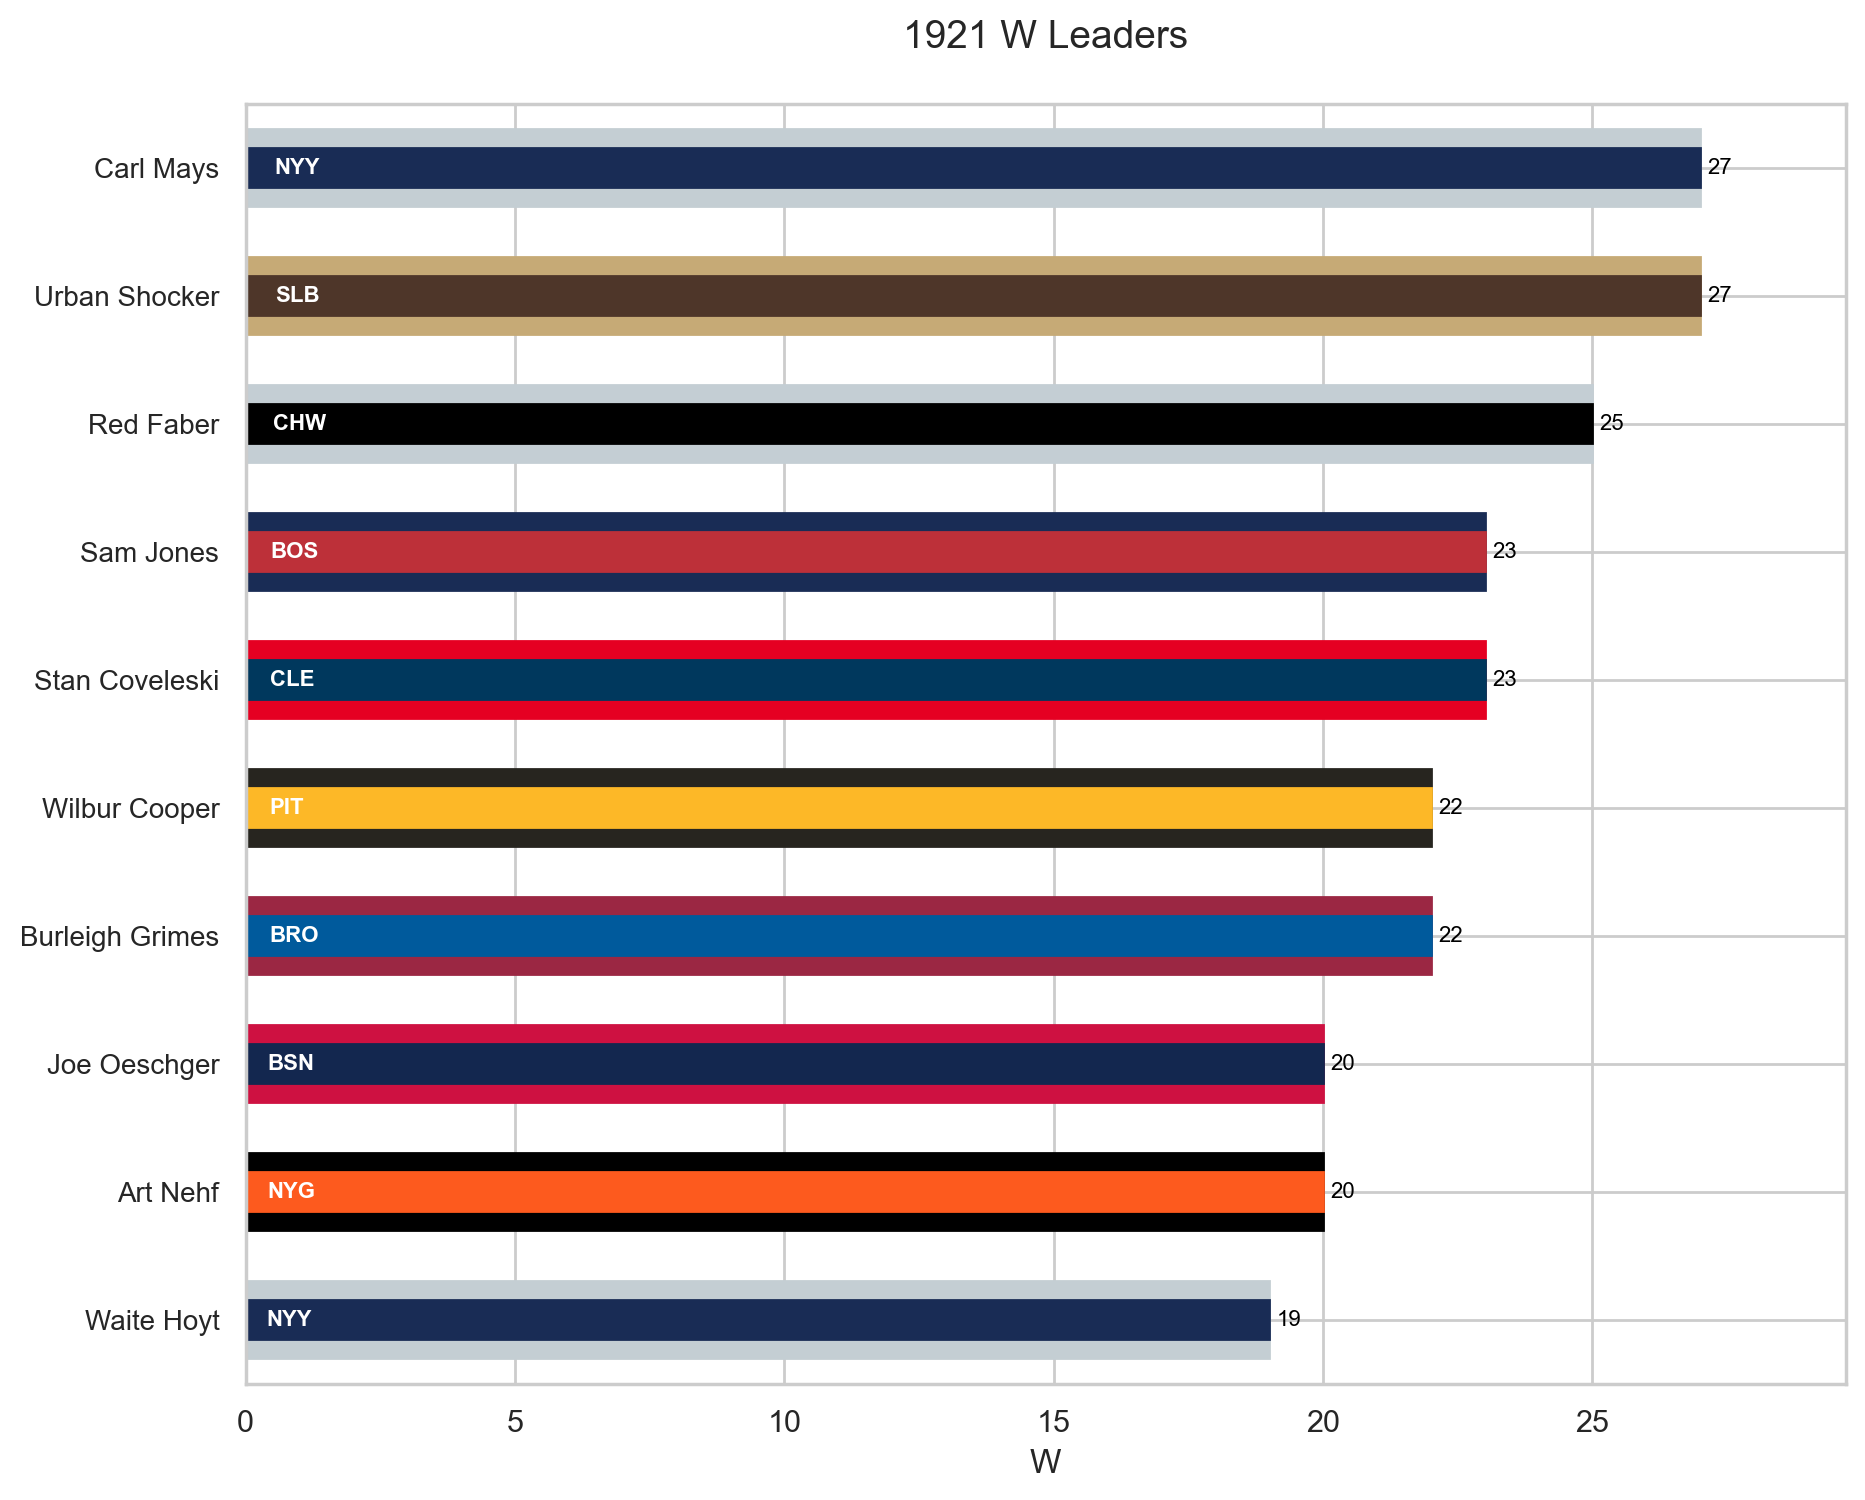 1921 W Leaders
Carl Mays NYY 27
Urban Shocker SLB 27
Red Faber CHW 25
Sam Jones BOS 23
Stan Coveleski CLE 23
Wilbur Cooper PIT 22
Burleigh Grimes BRO 22
Joe Oeschger BSN 20
Art Nehf NYG 20
Waite Hoyt NYY 19
0 5 10 15 20 25
W